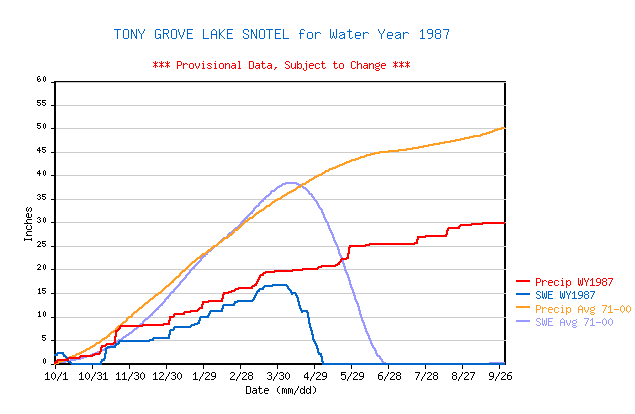 TONY GROVE LAKE SNOTEL for Water Year 1987
*** Provisional Data, Subject to Change ***
60
55
50
45
40
35
30
25
20
15
10
5
0
Inches
10/1 10/31 11/30 12/30 1/29 2/28 3/30 4/29 5/29 6/28 7/28 8/27 9/26
Date (mm/dd)
Precip WY1987
SWE WY1987
Precip Avg 71-00
SWE Avg 71-00